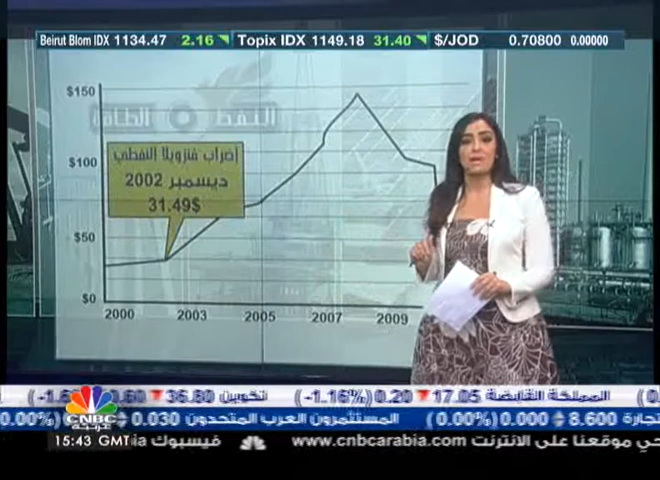 Beirut Blom IDX 1134.47 2.16 Topix IDX 1149.18 31.40 $/JOD 0.70800 0.00000
النفط والطاقة
$150
إضراب فنزويلا النفطي
ديسمبر 2002
31.49$
$100
$50
$0
2000 2003 2005 2007 2009
المملكة القابضة 17.05 0.20 (-1.16%) تكوين 36.80 0.60
8.600 0.000 (0.00%) المستثمرون العرب المتحدون 0.030
CNBC
عربية
15:43 GMT
موقعنا على الانترنت www.cnbcarabia.com فيسبوك